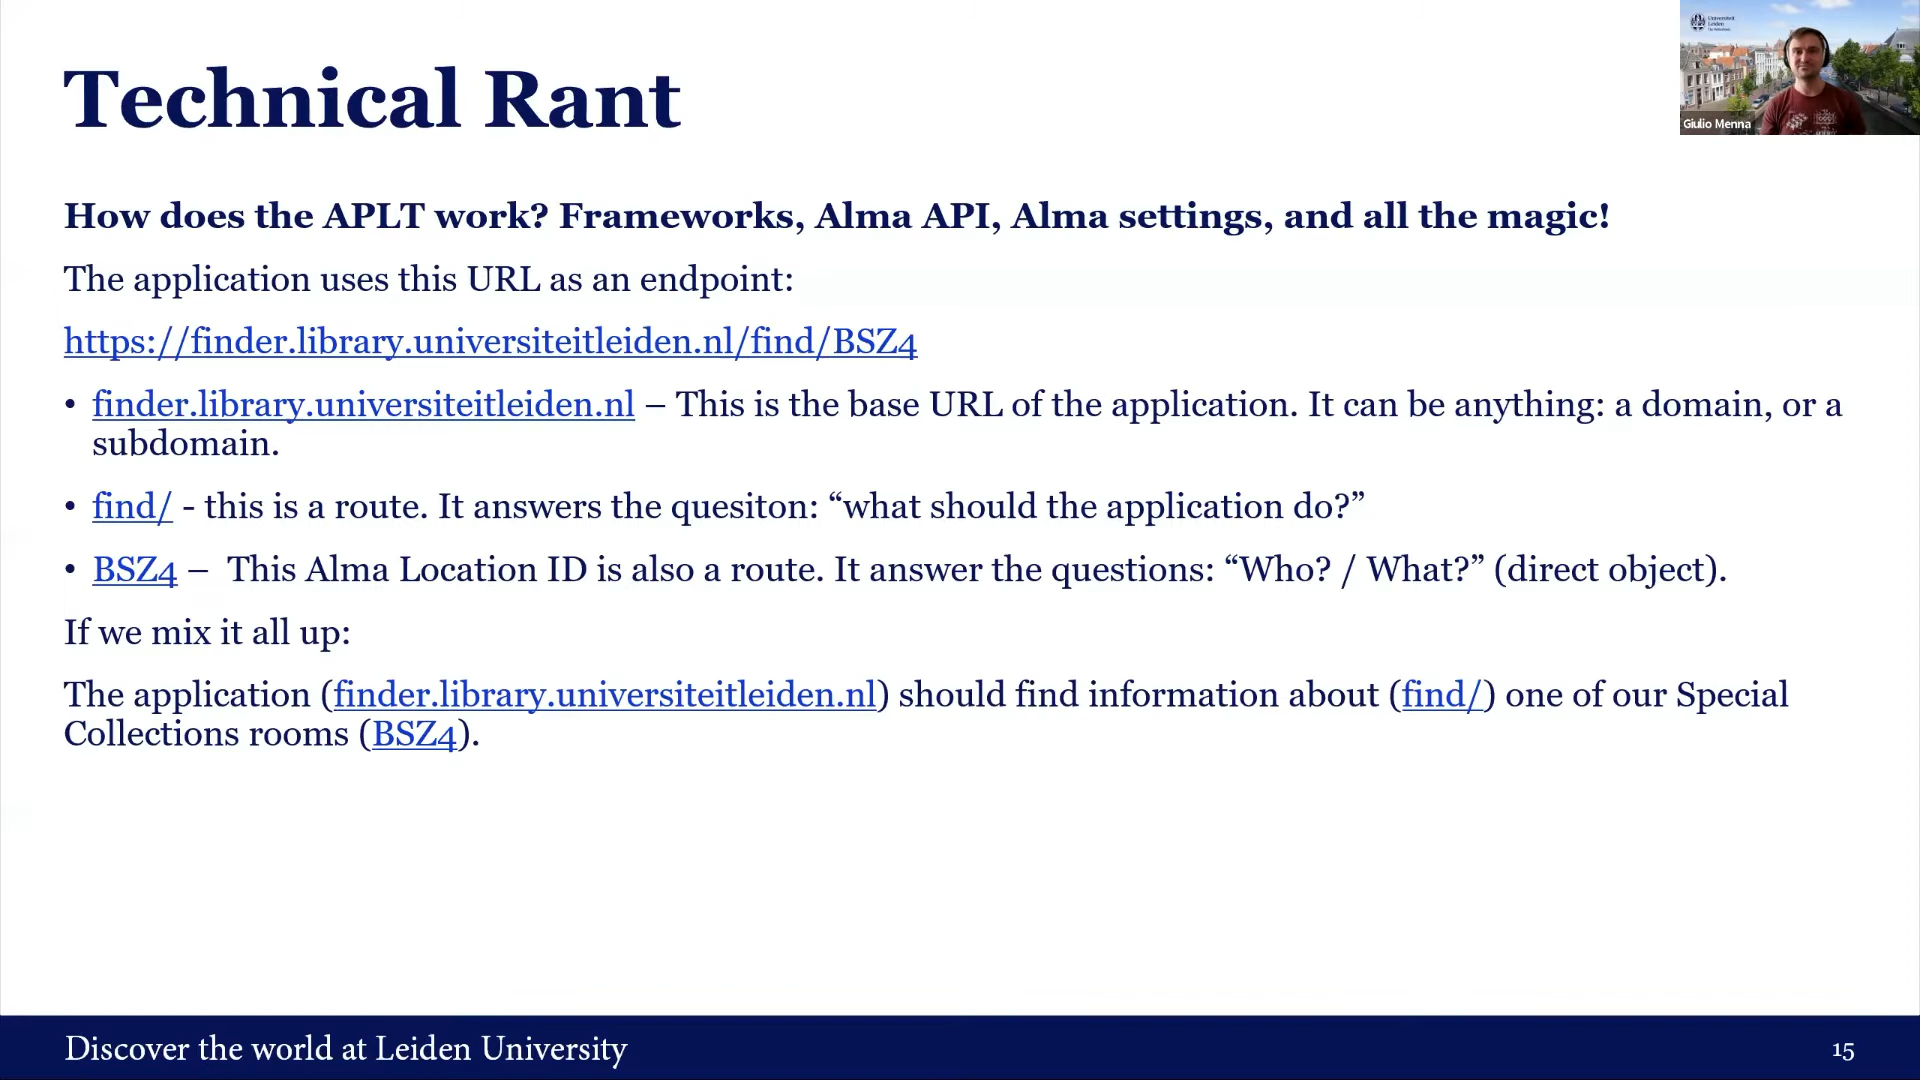 Technical Rant
Universiteit
Leiden
Giulio Menna
How does the APLT work? Frameworks, Alma API, Alma settings, and all the magic!
The application uses this URL as an endpoint:
https://finder.library.universiteitleiden.nl/find/BSZ4
• finder.library.universiteitleiden.nl – This is the base URL of the application. It can be anything: a domain, or a
subdomain.
• find/ - this is a route. It answers the quesiton: “what should the application do?”
• BSZ4 – This Alma Location ID is also a route. It answer the questions: “Who? / What?” (direct object).
If we mix it all up:
The application (finder.library.universiteitleiden.nl) should find information about (find/) one of our Special
Collections rooms (BSZ4).
Discover the world at Leiden University
15